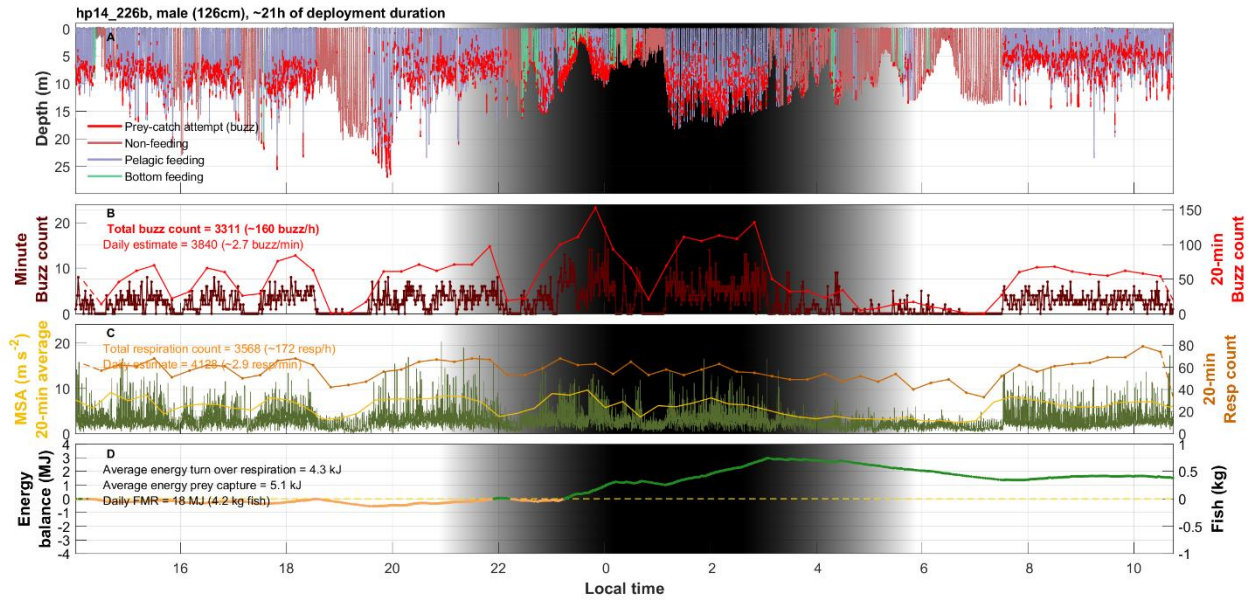 hp14_226b, male (126cm), ~21h of deployment duration
A
0
5
10
15
20
25
Depth (m)
Prey-catch attempt (buzz)
Non-feeding
Pelagic feeding
Bottom feeding
B
20
10
0
Minute
Buzz count
Total buzz count = 3311 (~160 buzz/h)
Daily estimate = 3840 (~2.7 buzz/min)
150
100
50
0
20-min
Buzz count
C
20
10
0
MSA (m s-2)
20-min average
Total respiration count = 3568 (~172 resp/h)
Daily estimate = 4128 (~2.9 resp/min)
80
60
40
20
0
20-min
Resp count
D
4
3
2
1
0
-1
-2
-3
-4
Energy
balance (MJ)
Average energy turn over respiration = 4.3 kJ
Average energy prey capture = 5.1 kJ
Daily FMR = 18 MJ (4.2 kg fish)
1
0.5
0
-0.5
-1
Fish (kg)
16 18 20 22 0 2 4 6 8 10
Local time